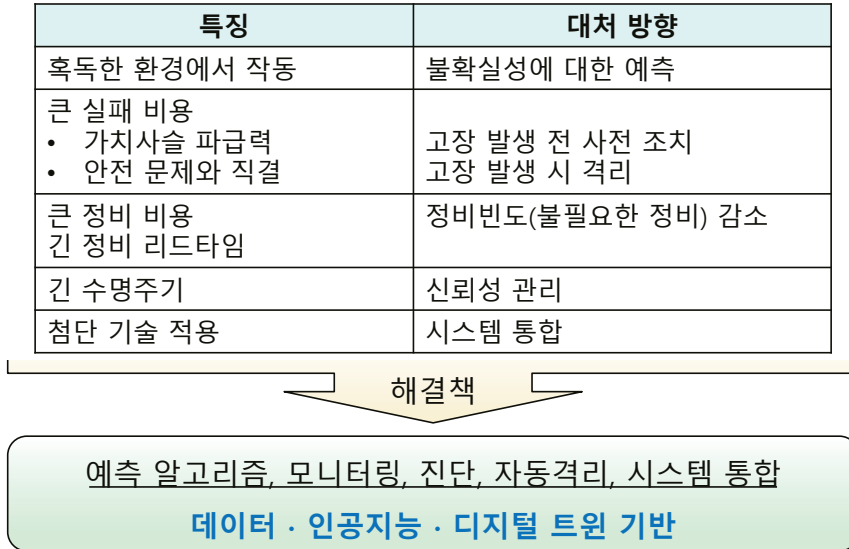 특징
대처 방향
혹독한 환경에서 작동
불확실성에 대한 예측
큰 실패 비용
• 가치사슬 파급력
• 안전 문제와 직결
고장 발생 전 사전 조치
고장 발생 시 격리
큰 정비 비용
긴 정비 리드타임
정비빈도(불필요한 정비) 감소
긴 수명주기
신뢰성 관리
첨단 기술 적용
시스템 통합
해결책
예측 알고리즘, 모니터링, 진단, 자동격리, 시스템 통합
데이터 · 인공지능 · 디지털 트윈 기반